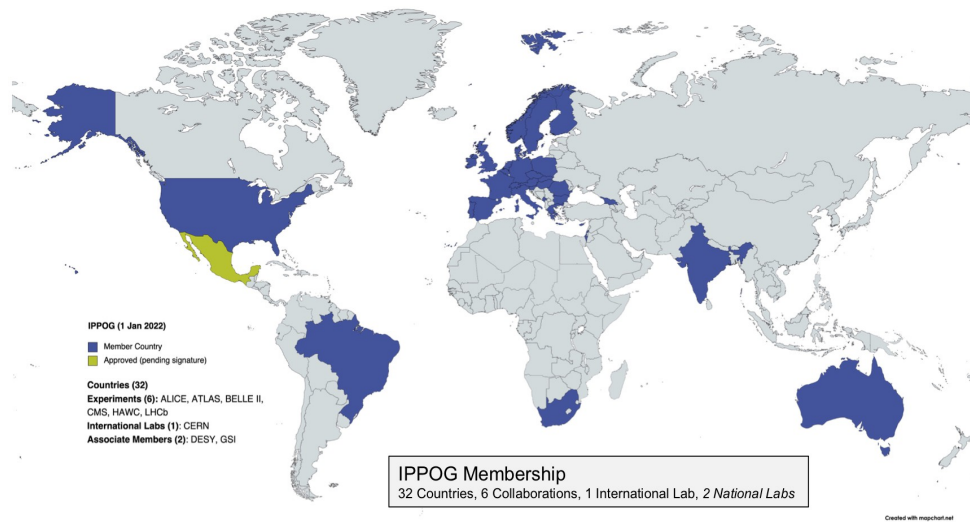 IPPOG (1 Jan 2022)
Member Country
Approved (pending signature)
Countries (32)
Experiments (6): ALICE, ATLAS, BELLE II,
CMS, HAWC, LHCb
International Labs (1): CERN
Associate Members (2): DESY, GSI
IPPOG Membership
32 Countries, 6 Collaborations, 1 International Lab, 2 National Labs
Created with mapchart.net